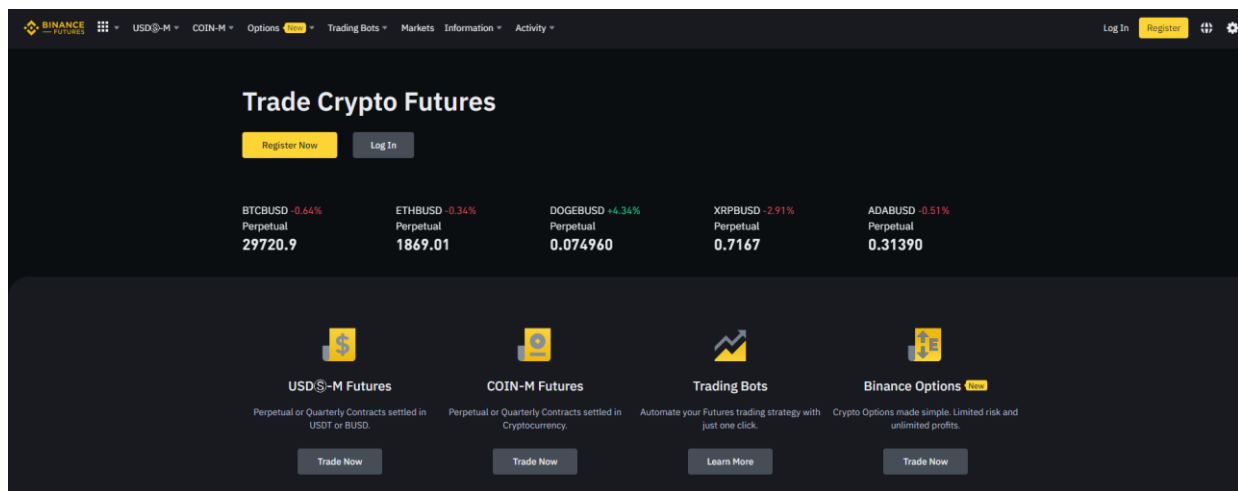 BINANCE USDⓈ-M COIN-M Options New Trading Bots Markets Information Activity Log In Register
FUTURES
Trade Crypto Futures
Register Now Log In
BTCBUSD -0.64% ETHBUSD -0.34% DOGEBUSD +4.34% XRPBUSD -2.91% ADABUSD -0.51%
Perpetual Perpetual Perpetual Perpetual Perpetual
29720.9 1869.01 0.074960 0.7167 0.31390
USDⓈ-M Futures COIN-M Futures Trading Bots Binance Options New
Perpetual or Quarterly Contracts settled in Perpetual or Quarterly Contracts settled in Automate your Futures trading strategy with Crypto Options made simple. Limited risk and
USDT or BUSD. Cryptocurrency. just one click. unlimited profits.
Trade Now Trade Now Learn More Trade Now